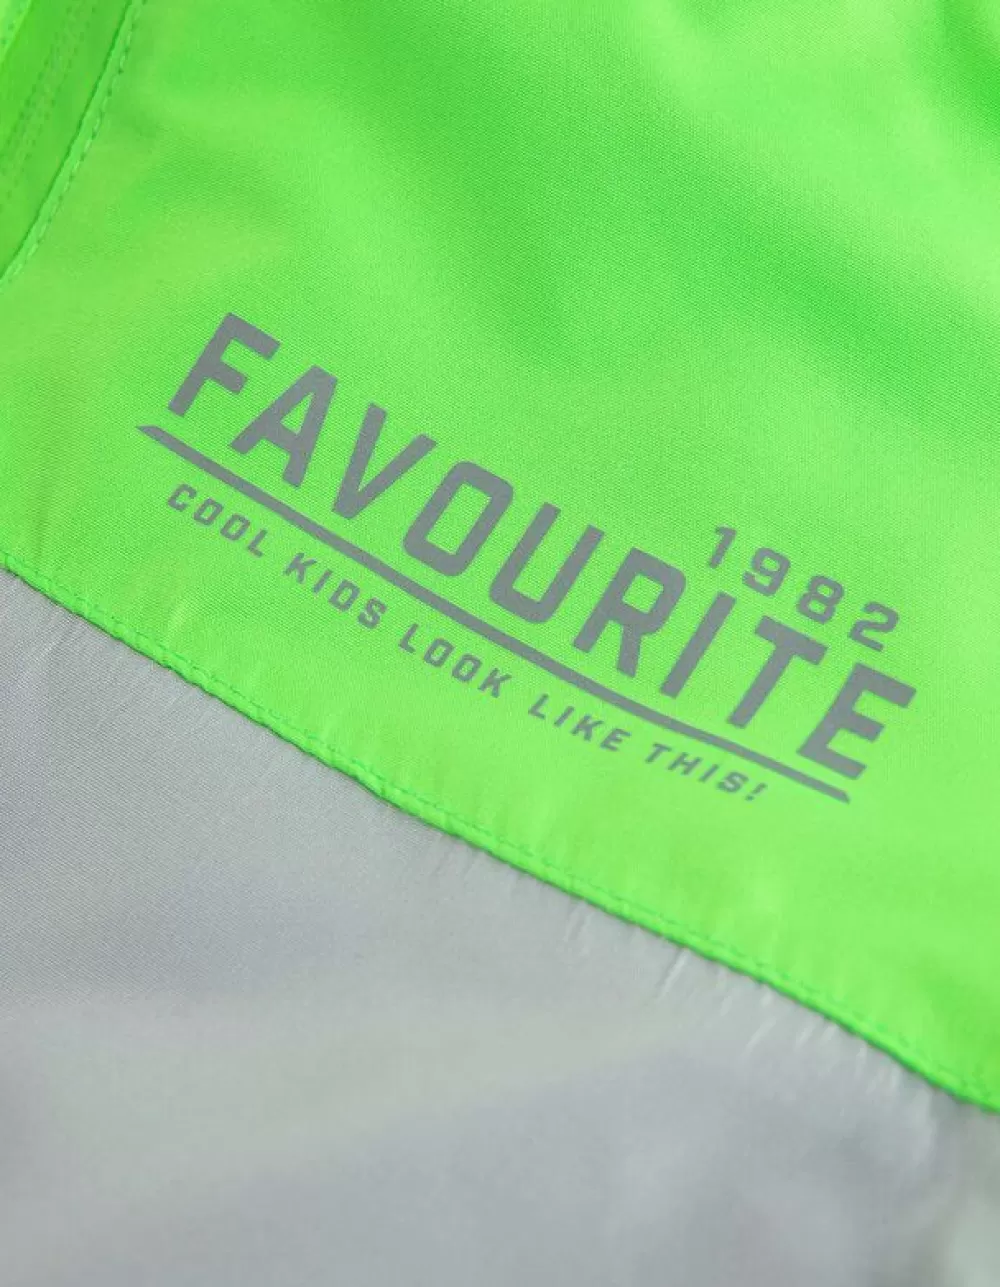 1982
FAVOURITE
COOL KIDS LOOK LIKE THIS!